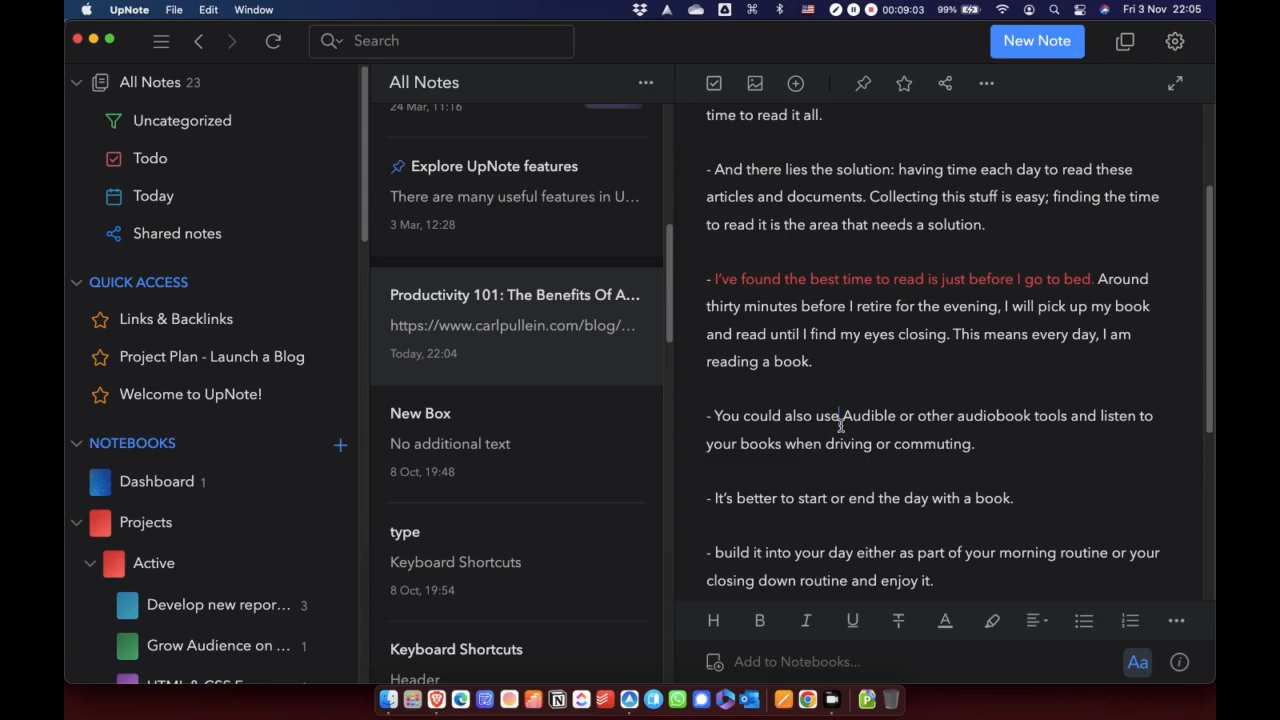 UpNote File Edit Window 00:09:03 99% Fri 3 Nov 22:05
Search
New Note
All Notes 23
Uncategorized
Todo
Today
Shared notes
QUICK ACCESS
Links & Backlinks
Project Plan - Launch a Blog
Welcome to UpNote!
NOTEBOOKS
Dashboard 1
Projects
Active
Develop new repor... 3
Grow Audience on ... 1
All Notes
24 Mar, 11:16
Explore UpNote features
There are many useful features in U...
3 Mar, 12:28
Productivity 101: The Benefits Of A...
https://www.carlpullein.com/blog/...
Today, 22:04
New Box
No additional text
8 Oct, 19:48
type
Keyboard Shortcuts
8 Oct, 19:54
Keyboard Shortcuts
Header
time to read it all.
- And there lies the solution: having time each day to read these
articles and documents. Collecting this stuff is easy; finding the time
to read it is the area that needs a solution.
- I've found the best time to read is just before I go to bed. Around
thirty minutes before I retire for the evening, I will pick up my book
and read until I find my eyes closing. This means every day, I am
reading a book.
- You could also use Audible or other audiobook tools and listen to
your books when driving or commuting.
- It's better to start or end the day with a book.
- build it into your day either as part of your morning routine or your
closing down routine and enjoy it.
H B I U T A
Add to Notebooks...
Aa